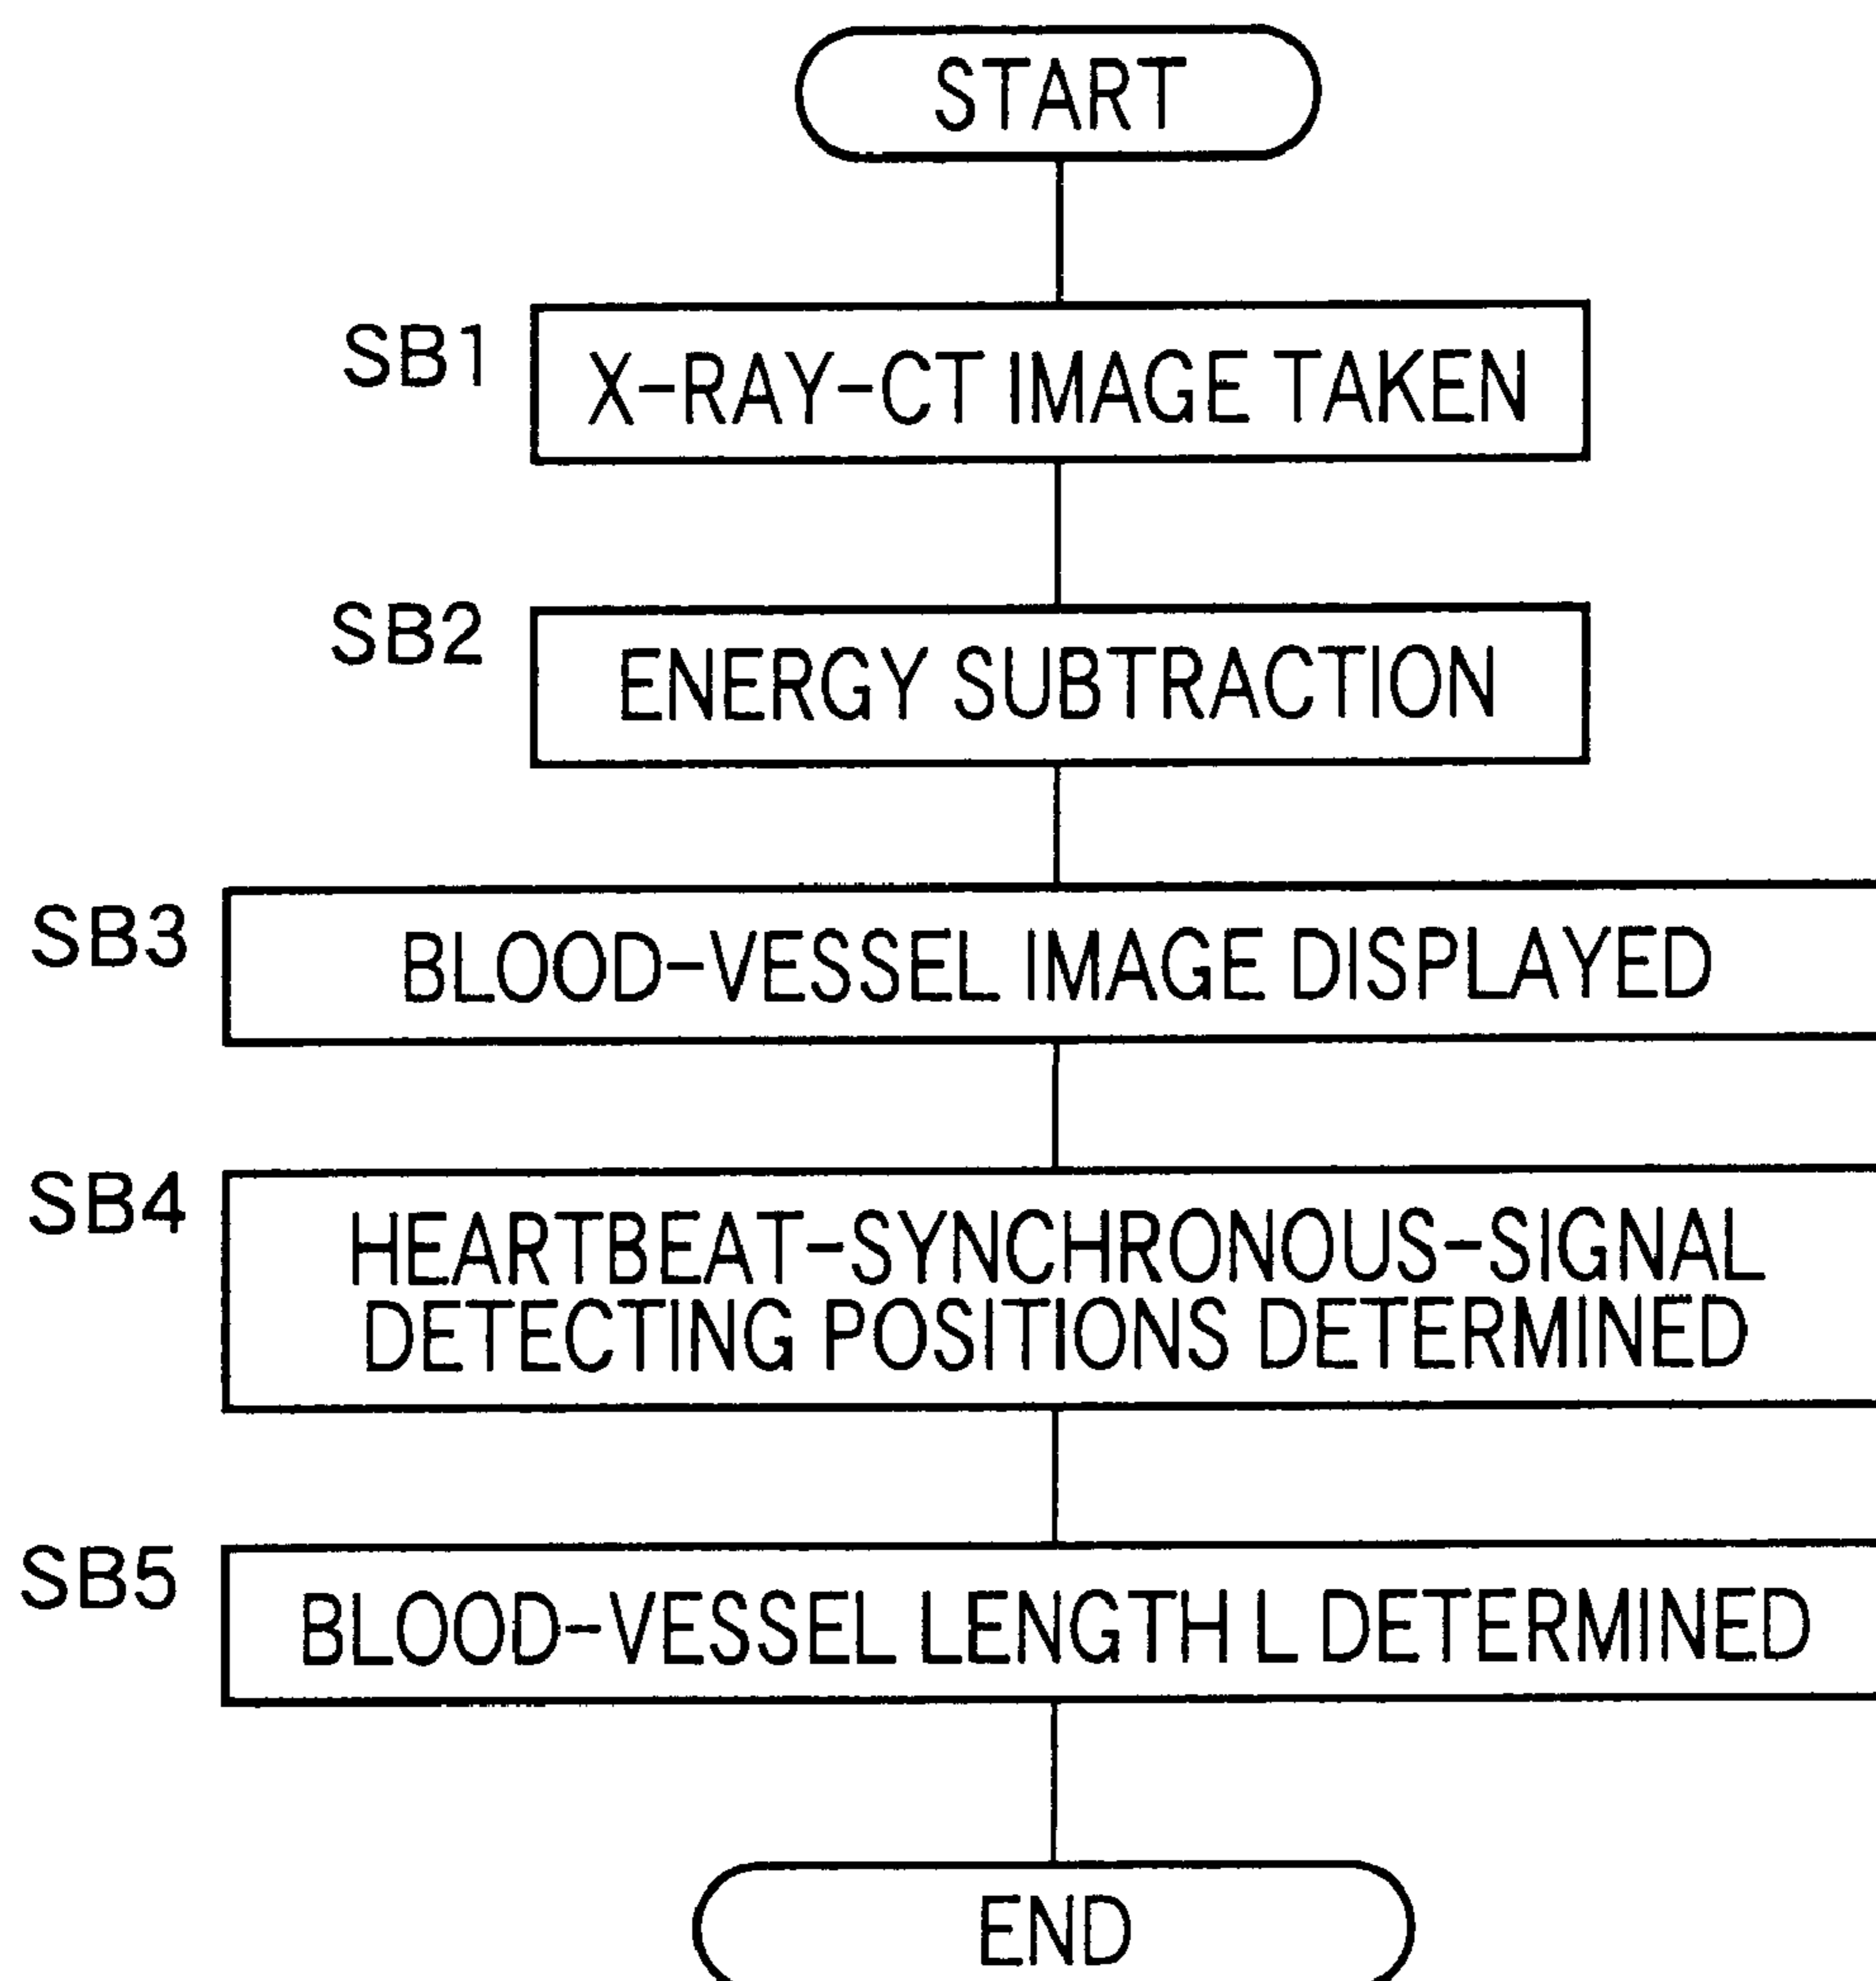 START
SB1
X-RAY-CT IMAGE TAKEN
SB2
ENERGY SUBTRACTION
SB3
BLOOD-VESSEL IMAGE DISPLAYED
SB4
HEARTBEAT-SYNCHRONOUS-SIGNAL
DETECTING POSITIONS DETERMINED
SB5
BLOOD-VESSEL LENGTH L DETERMINED
END